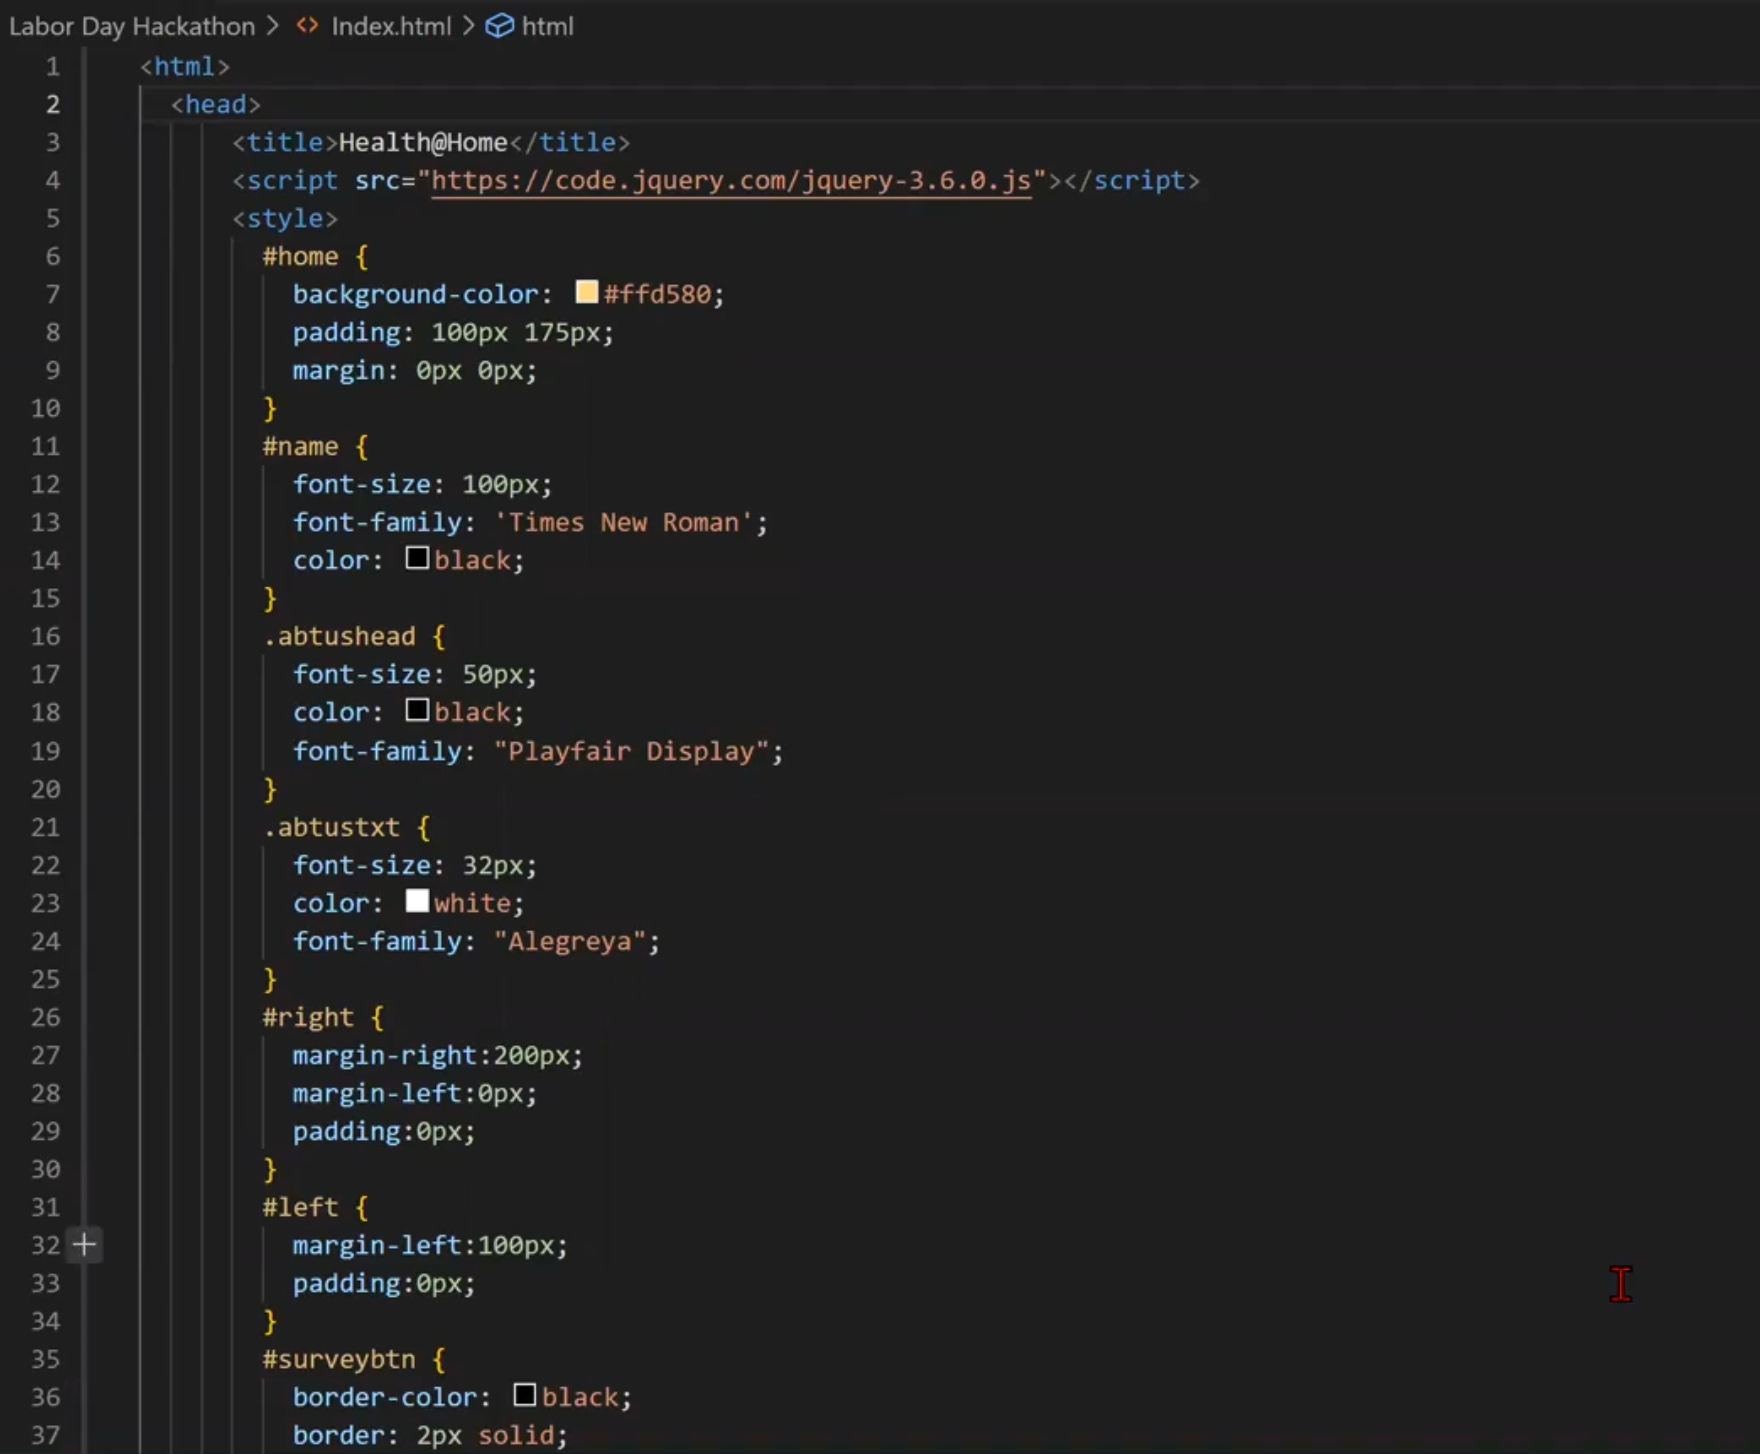 Labor Day Hackathon > <> Index.html > html
1 <html>
2 <head>
3 <title>Health@Home</title>
4 <script src="https://code.jquery.com/jquery-3.6.0.js"></script>
5 <style>
6 #home {
7 background-color: #ffd580;
8 padding: 100px 175px;
9 margin: 0px 0px;
10 }
11 #name {
12 font-size: 100px;
13 font-family: 'Times New Roman';
14 color: black;
15 }
16 .abtushead {
17 font-size: 50px;
18 color: black;
19 font-family: "Playfair Display";
20 }
21 .abtustxt {
22 font-size: 32px;
23 color: white;
24 font-family: "Alegreya";
25 }
26 #right {
27 margin-right:200px;
28 margin-left:0px;
29 padding:0px;
30 }
31 #left {
32 margin-left:100px;
33 padding:0px;
34 }
35 #surveybtn {
36 border-color: black;
37 border: 2px solid;